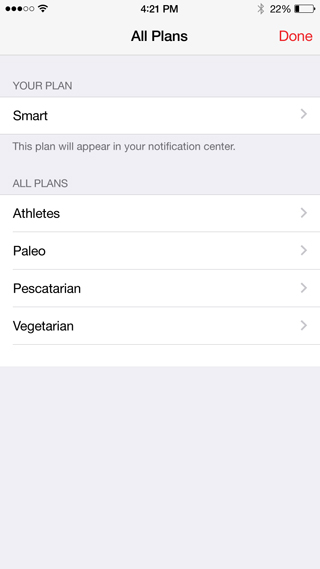 4:21 PM
22%
All Plans
Done
YOUR PLAN
Smart
This plan will appear in your notification center.
ALL PLANS
Athletes
Paleo
Pescatarian
Vegetarian